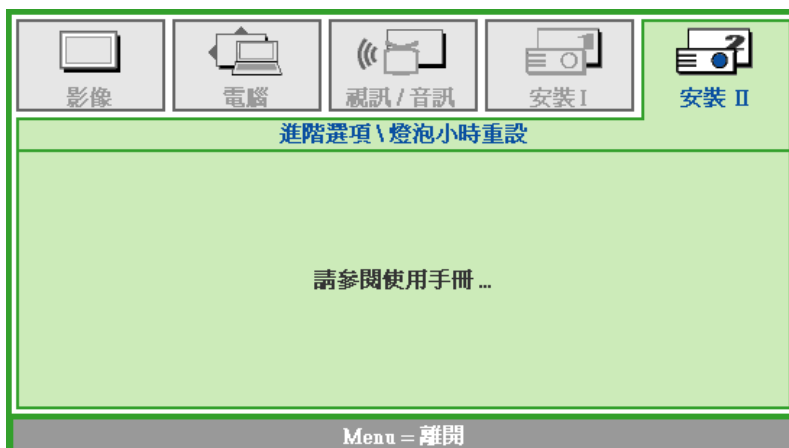 影像
電腦
視訊 / 音訊
安裝 I
安裝 II
進階選項 \ 燈泡小時重設
請參閱使用手冊 ...
Menu = 離開